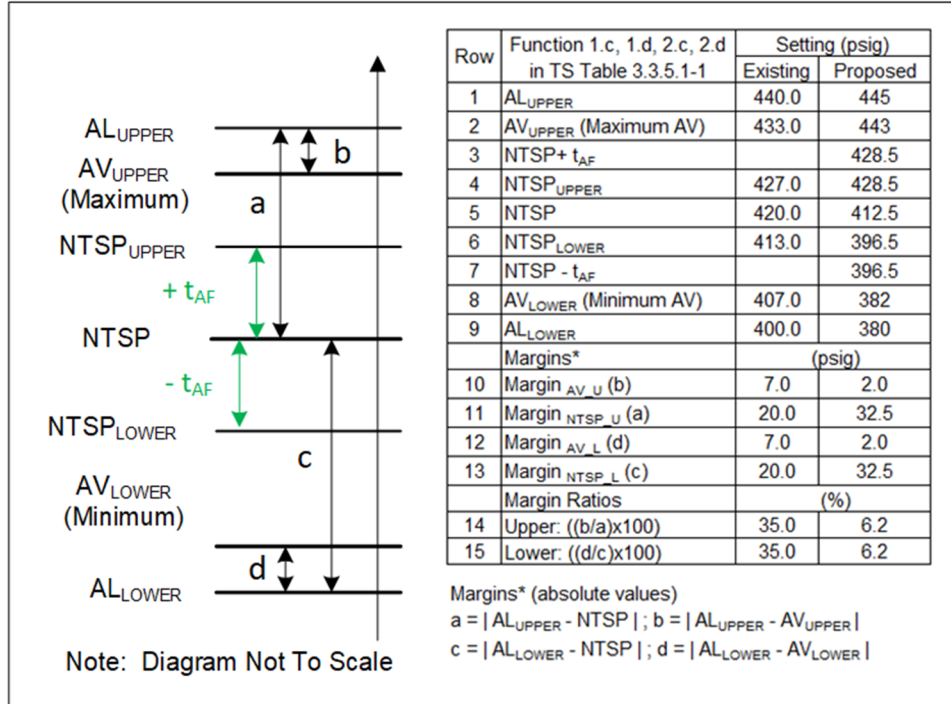 AL_UPPER
b
AV_UPPER
(Maximum)
a
NTSP_UPPER
+ t_AF
NTSP
- t_AF
NTSP_LOWER
c
AV_LOWER
(Minimum)
d
AL_LOWER
Note: Diagram Not To Scale
Row Function 1.c, 1.d, 2.c, 2.d in TS Table 3.3.5.1-1 Setting (psig)
Existing Proposed
1 AL_UPPER 440.0 445
2 AV_UPPER (Maximum AV) 433.0 443
3 NTSP+ t_AF 428.5
4 NTSP_UPPER 427.0 428.5
5 NTSP 420.0 412.5
6 NTSP_LOWER 413.0 396.5
7 NTSP - t_AF 396.5
8 AV_LOWER (Minimum AV) 407.0 382
9 AL_LOWER 400.0 380
Margins* (psig)
10 Margin AV_U (b) 7.0 2.0
11 Margin NTSP_U (a) 20.0 32.5
12 Margin AV_L (d) 7.0 2.0
13 Margin NTSP_L (c) 20.0 32.5
Margin Ratios (%)
14 Upper: ((b/a)x100) 35.0 6.2
15 Lower: ((d/c)x100) 35.0 6.2
Margins* (absolute values)
a = | AL_UPPER - NTSP | ; b = | AL_UPPER - AV_UPPER |
c = | AL_LOWER - NTSP | ; d = | AL_LOWER - AV_LOWER |